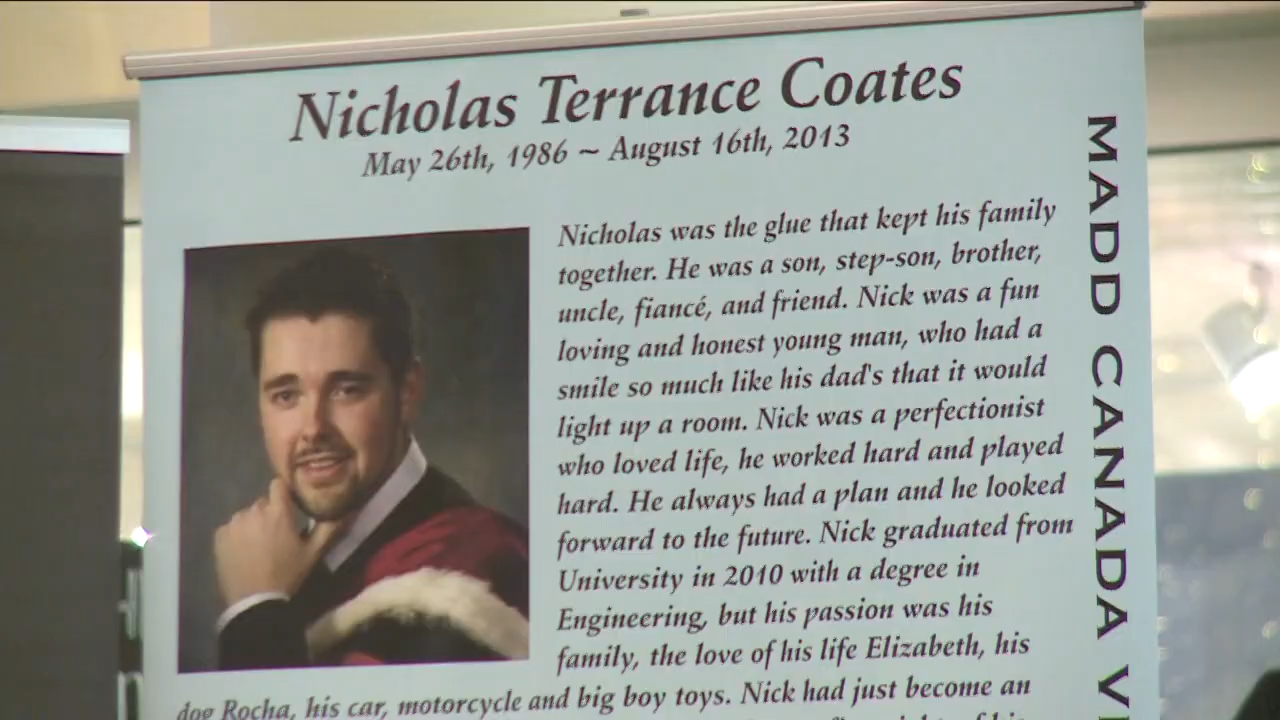 Nicholas Terrance Coates
May 26th, 1986 ~ August 16th, 2013
Nicholas was the glue that kept his family
together. He was a son, step-son, brother,
uncle, fiancé, and friend. Nick was a fun
loving and honest young man, who had a
smile so much like his dad's that it would
light up a room. Nick was a perfectionist
who loved life, he worked hard and played
hard. He always had a plan and he looked
forward to the future. Nick graduated from
University in 2010 with a degree in
Engineering, but his passion was his
family, the love of his life Elizabeth, his
dog Rocha, his car, motorcycle and big boy toys. Nick had just become an
MADD CANADA